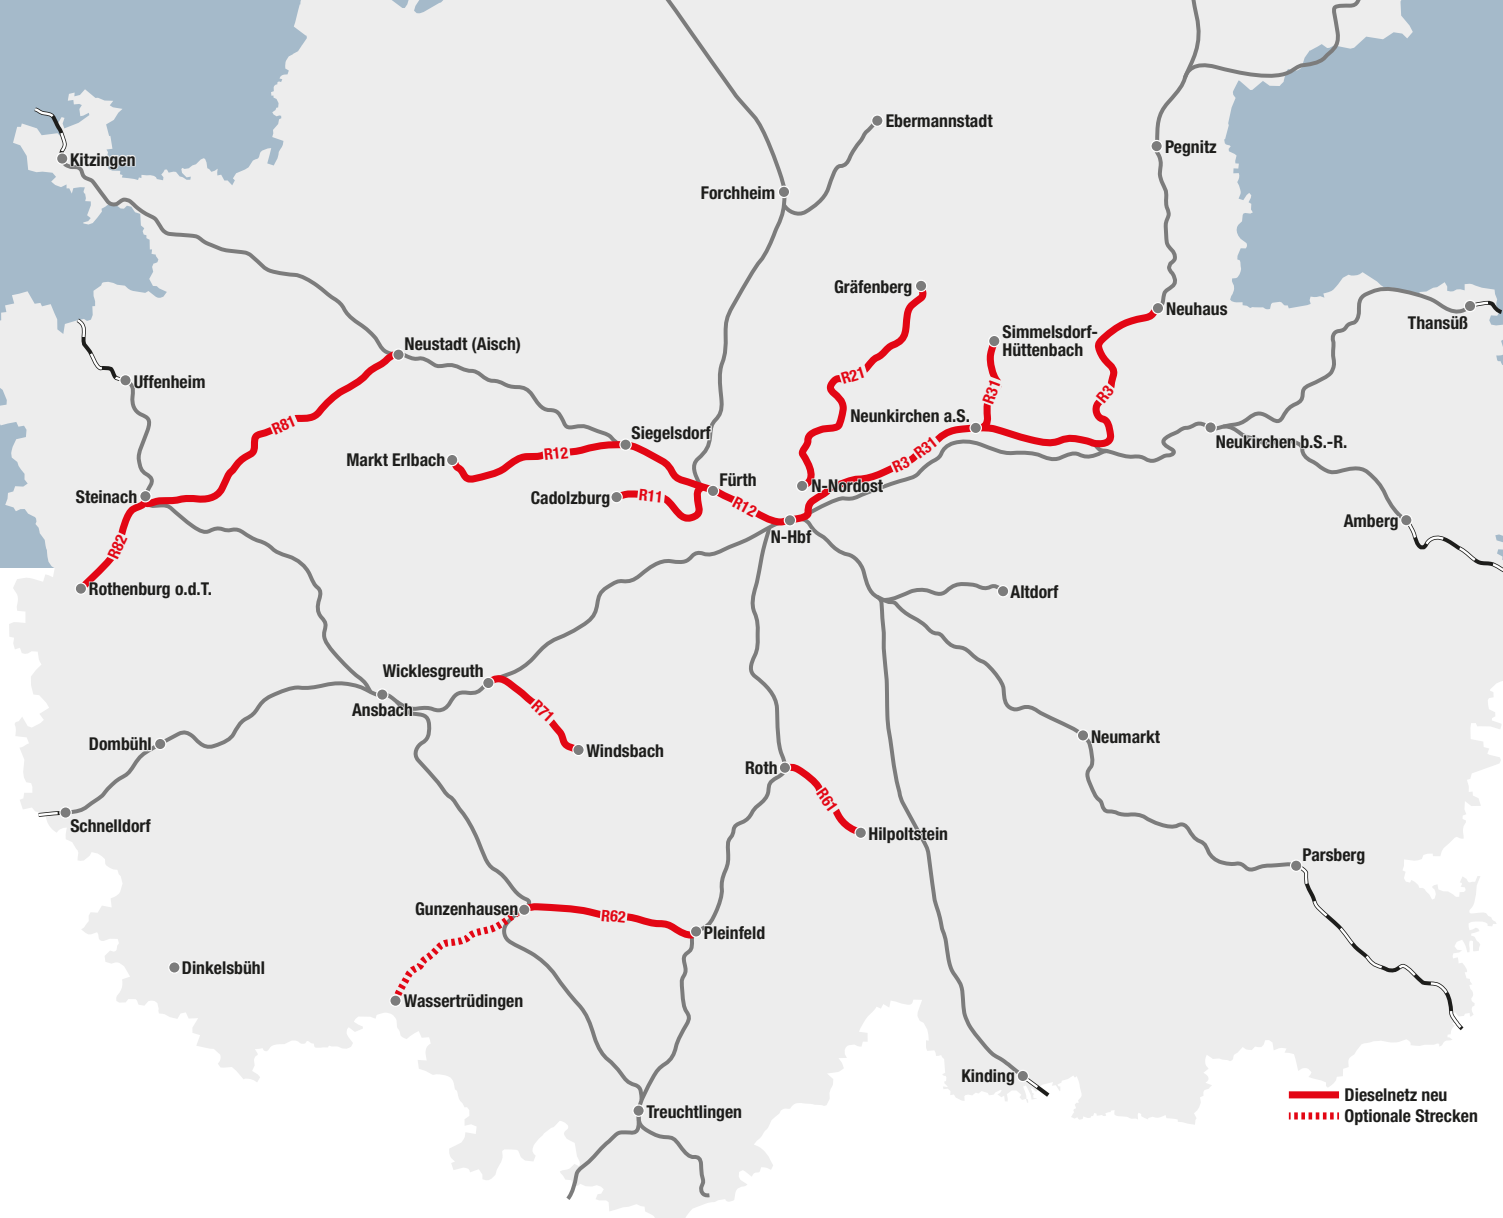 Ebermannstadt
Pegnitz
Kitzingen
Forchheim
Gräfenberg
Neuhaus
Thansüß
Simmelsdorf-
Hüttenbach
Neustadt (Aisch)
Uffenheim
R21
R31
R3
Neunkirchen a.S.
R81
Siegelsdorf
Neukirchen b.S.-R.
Markt Erlbach
R12
R3
R31
Fürth
N-Nordost
Steinach
Cadolzburg
R11
R12
Amberg
N-Hbf
R82
Rothenburg o.d.T.
Altdorf
Wicklesgreuth
Ansbach
R71
Neumarkt
Dombühl
Windsbach
Roth
R61
Schnelldorf
Hilpoltstein
Parsberg
Gunzenhausen
R62
Pleinfeld
Dinkelsbühl
Wassertrüdingen
Kinding
Treuchtlingen
Dieselnetz neu
Optionale Strecken